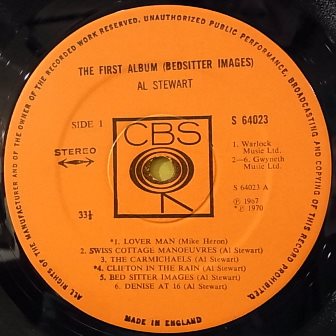 ALL RIGHTS OF THE MANUFACTURER AND OF THE OWNER OF THE RECORDED WORK RESERVED. UNAUTHORISED PUBLIC PERFORMANCE, BROADCASTING AND COPYING OF THIS RECORD PROHIBITED.
THE FIRST ALBUM (BEDSITTER IMAGES)
AL STEWART
SIDE 1
S 64023
CBS
STEREO
1. Warlock
Music Ltd.
2—6. Gwyneth
Music Ltd.
33⅓
S 64023 A
℗ 1967
*℗ 1970
*1. LOVER MAN (Mike Heron)
2. SWISS COTTAGE MANOEUVRES (Al Stewart)
3. THE CARMICHAELS (Al Stewart)
*4. CLIFTON IN THE RAIN (Al Stewart)
5. BED SITTER IMAGES (Al Stewart)
6. DENISE AT 16 (Al Stewart)
MADE IN ENGLAND